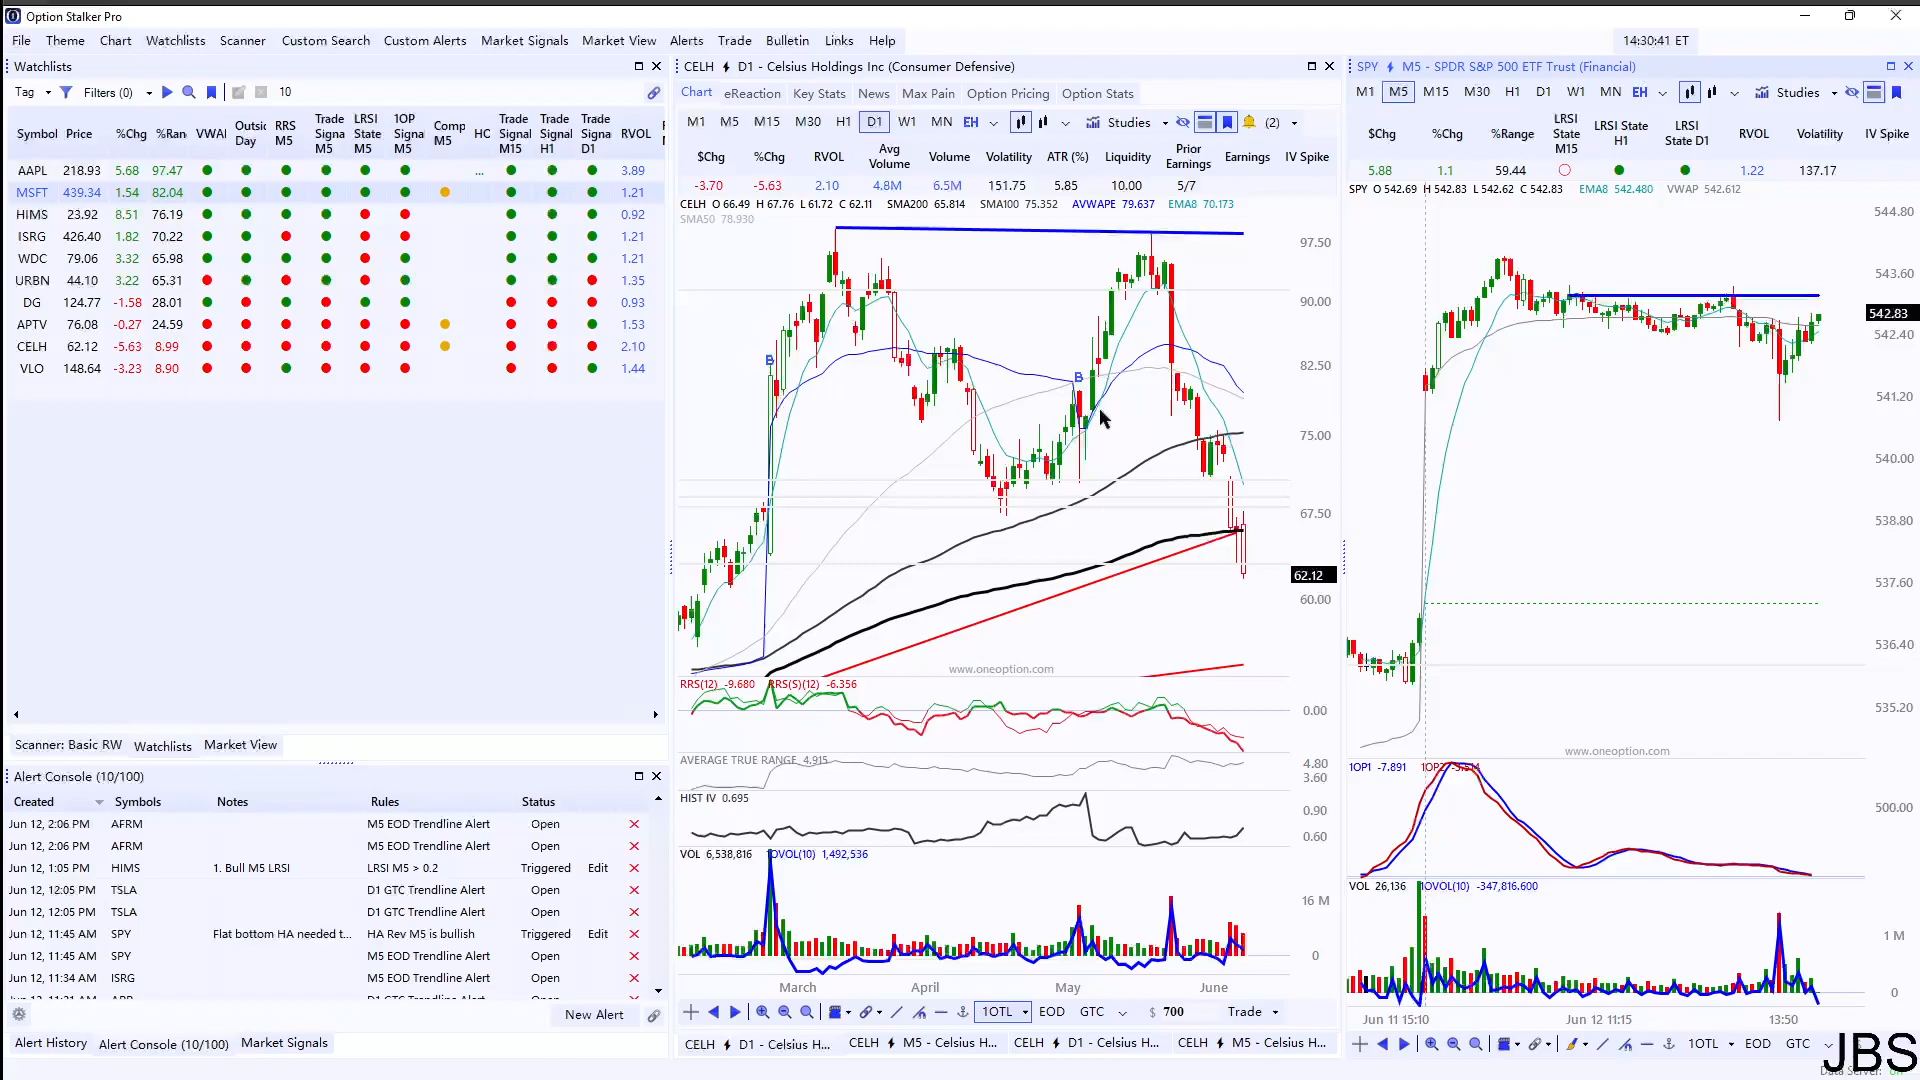 Option Stalker Pro
File Theme Chart Watchlists Scanner Custom Search Custom Alerts Market Signals Market View Alerts Trade Bulletin Links Help
14:30:41 ET
Watchlists
Tag Filters (0) 10
Symbol Price %Chg %Ran VWAI Outsid Day RRS M5 Trade Signa M5 LRSI State M5 1OP Signa M5 Comp M5 HC Trade Signal M15 Trade Signal H1 Trade Signa D1 RVOL
AAPL 218.93 5.68 97.47 ... 3.89
MSFT 439.34 1.54 82.04 1.21
HIMS 23.92 8.51 76.19 0.92
ISRG 426.40 1.82 70.22 1.21
WDC 79.06 3.32 65.98 1.21
URBN 44.10 3.22 65.31 1.35
DG 124.77 -1.58 28.01 0.93
APTV 76.08 -0.27 24.59 1.53
CELH 62.12 -5.63 8.99 2.10
VLO 148.64 -3.23 8.90 1.44
Scanner: Basic RW Watchlists Market View
Alert Console (10/100)
Created Symbols Notes Rules Status
Jun 12, 2:06 PM AFRM M5 EOD Trendline Alert Open
Jun 12, 2:06 PM AFRM M5 EOD Trendline Alert Open
Jun 12, 1:05 PM HIMS 1. Bull M5 LRSI LRSI M5 > 0.2 Triggered Edit
Jun 12, 12:05 PM TSLA D1 GTC Trendline Alert Open
Jun 12, 12:05 PM TSLA D1 GTC Trendline Alert Open
Jun 12, 11:45 AM SPY Flat bottom HA needed t... HA Rev M5 is bullish Triggered Edit
Jun 12, 11:45 AM SPY M5 EOD Trendline Alert Open
Jun 12, 11:34 AM ISRG M5 EOD Trendline Alert Open
New Alert
Alert History Alert Console (10/100) Market Signals
CELH D1 - Celsius Holdings Inc (Consumer Defensive)
Chart eReaction Key Stats News Max Pain Option Pricing Option Stats
M1 M5 M15 M30 H1 D1 W1 MN EH Studies (2)
$Chg %Chg RVOL Avg Volume Volume Volatility ATR (%) Liquidity Prior Earnings Earnings IV Spike
-3.70 -5.63 2.10 4.8M 6.5M 151.75 5.85 10.00 5/7
CELH O 66.49 H 67.76 L 61.72 C 62.11 SMA200 65.814 SMA100 75.352 AVWAPE 79.637 EMA8 70.173
SMA50 78.930
97.50
90.00
B
82.50
B
75.00
67.50
62.12
60.00
www.oneoption.com
RRS(12) -9.680 RRS(S)(12) -6.356
0.00
AVERAGE TRUE RANGE 4.915
4.80
3.60
HIST IV 0.695
0.90
0.60
VOL 6,538,816 1OVOL(10) 1,492,536
16 M
0
March April May June
1OTL EOD GTC $ 700 Trade
CELH D1 - Celsius H... CELH M5 - Celsius H... CELH D1 - Celsius H... CELH M5 - Celsius H...
SPY M5 - SPDR S&P 500 ETF Trust (Financial)
M1 M5 M15 M30 H1 D1 W1 MN EH Studies
$Chg %Chg %Range LRSI State M15 LRSI State H1 LRSI State D1 RVOL Volatility IV Spike
5.88 1.1 59.44 1.22 137.17
SPY O 542.69 H 542.83 L 542.62 C 542.83 EMA8 542.480 VWAP 542.612
544.80
543.60
542.83
542.40
541.20
540.00
538.80
537.60
536.40
535.20
www.oneoption.com
1OP1 -7.891 1OP2
500.00
VOL 26,136 1OVOL(10) -347,816.600
1 M
0
Jun 11 15:10 Jun 12 11:15 13:50
1OTL EOD GTC
JBS